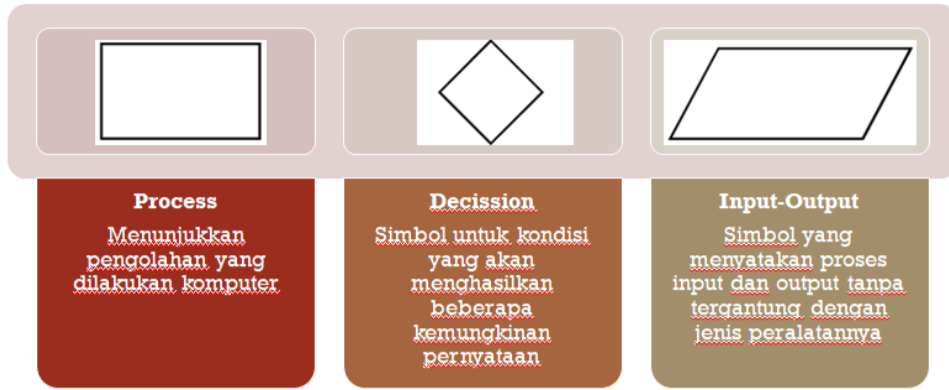 Process
Menunjukkan
pengolahan yang
dilakukan komputer
Decission
Simbol untuk kondisi
yang akan
menghasilkan
beberapa
kemungkinan
pernyataan
Input-Output
Simbol yang
menyatakan proses
input dan output tanpa
tergantung dengan
jenis peralatannya